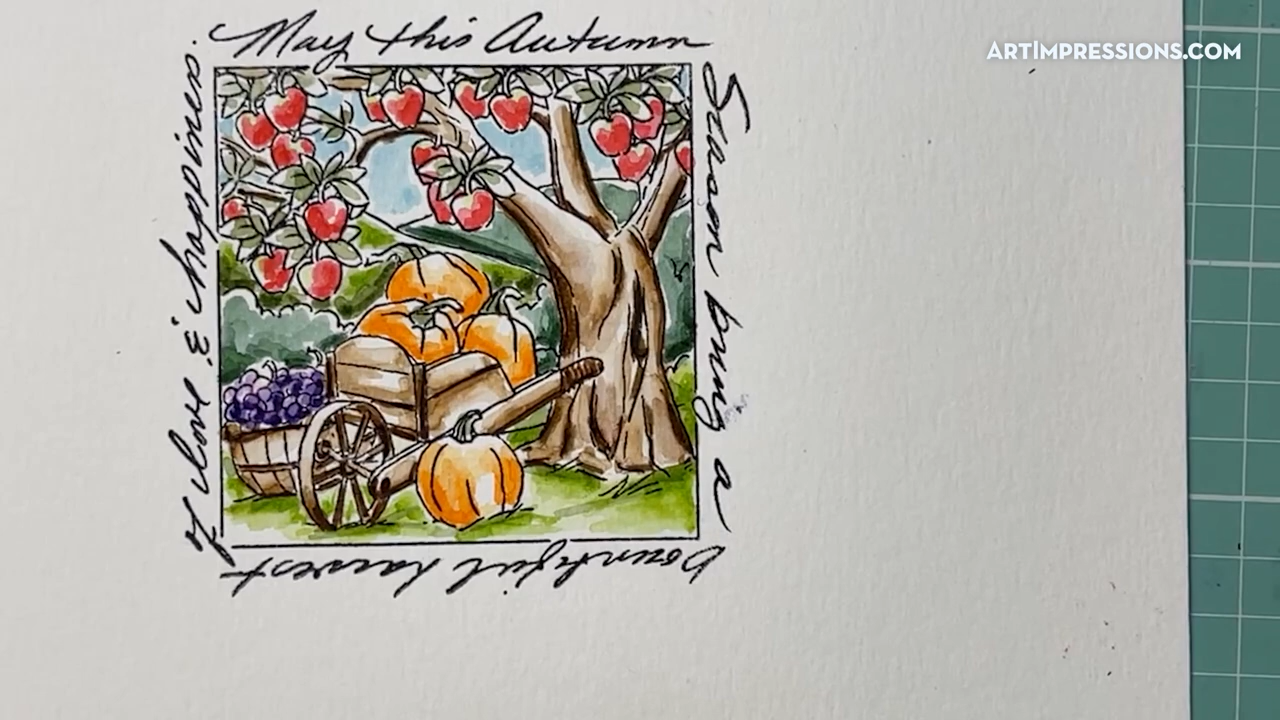 May this Autumn
Season bring a
bountiful harvest
of love & happiness.
ARTIMPRESSIONS.COM